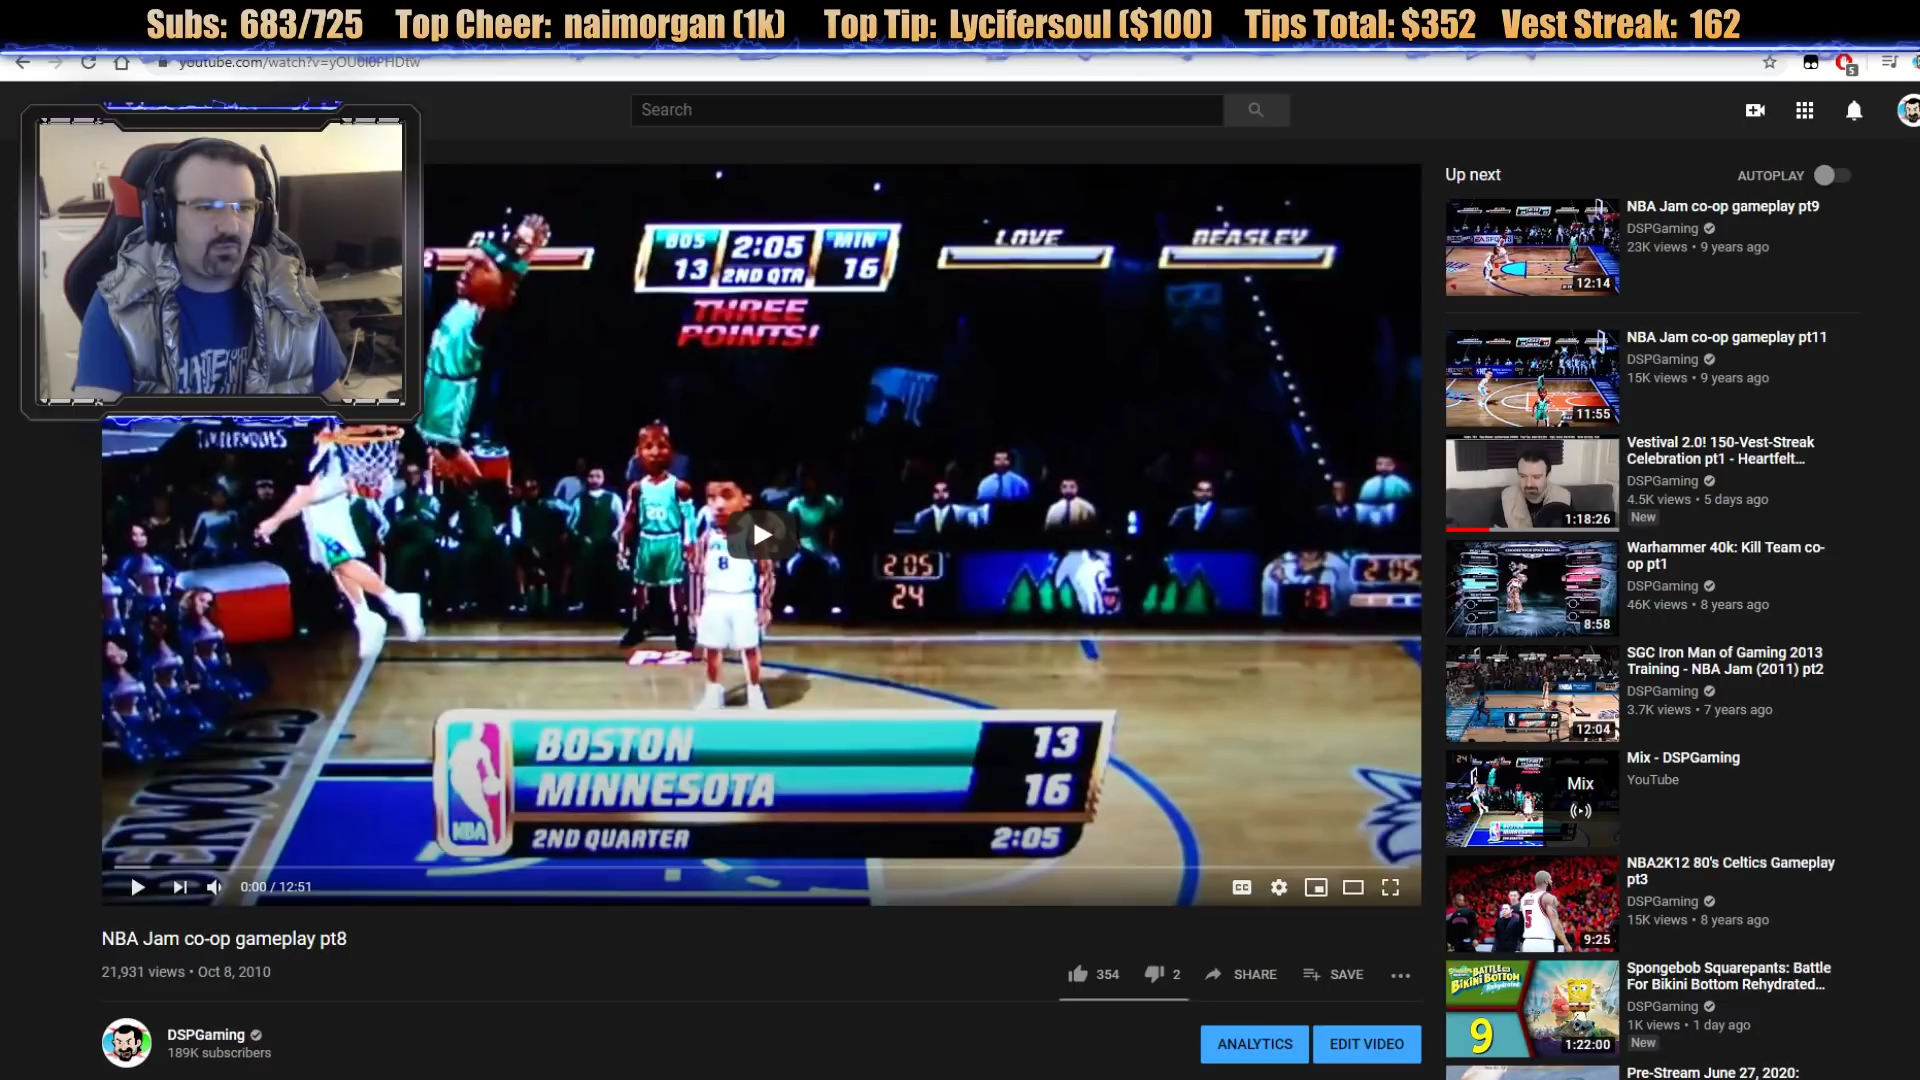 Subs: 683/725 Top Cheer: naimorgan (1k) Top Tip: Lycifersoul ($100) Tips Total: $352 Vest Streak: 162
youtube.com/watch?v=yOU0I0PHDtw
5
Search
BOS 2:05 MIN
13 2ND QTR 16
THREE
POINTS!
LOVE
BEASLEY
20
8
2 05
24
2 05
P2
BOSTON 13
MINNESOTA 16
NBA
2ND QUARTER 2:05
0:00 / 12:51
CC
NBA Jam co-op gameplay pt8
21,931 views • Oct 8, 2010
354
2
SHARE
SAVE
DSPGaming
189K subscribers
ANALYTICS
EDIT VIDEO
Up next
AUTOPLAY
NBA Jam co-op gameplay pt9
DSPGaming
23K views • 9 years ago
12:14
NBA Jam co-op gameplay pt11
DSPGaming
15K views • 9 years ago
11:55
Vestival 2.0! 150-Vest-Streak
Celebration pt1 - Heartfelt...
DSPGaming
4.5K views • 5 days ago
New
1:18:26
Warhammer 40k: Kill Team co-
op pt1
DSPGaming
46K views • 8 years ago
8:58
SGC Iron Man of Gaming 2013
Training - NBA Jam (2011) pt2
DSPGaming
3.7K views • 7 years ago
12:04
Mix - DSPGaming
YouTube
Mix
NBA2K12 80's Celtics Gameplay
pt3
DSPGaming
15K views • 8 years ago
5
9:25
Spongebob Squarepants: Battle
For Bikini Bottom Rehydrated...
DSPGaming
1K views • 1 day ago
New
9
1:22:00
Pre-Stream June 27, 2020: